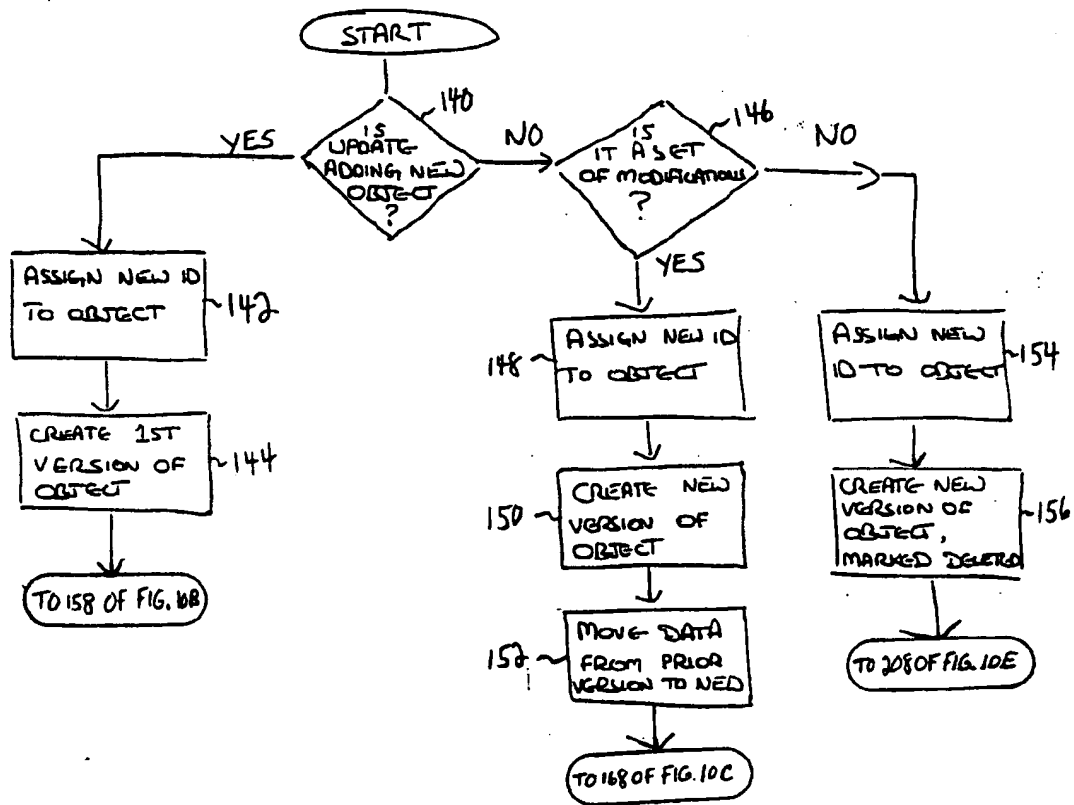 START
140
IS
UPDATE
ADDING NEW
OBJECT
?
YES
NO
146
IS
IT A SET
OF MODIFICATIONS
?
NO
YES
ASSIGN NEW ID
TO OBJECT
142
CREATE 1ST
VERSION OF
OBJECT
144
TO 158 OF FIG. 10B
148
ASSIGN NEW ID
TO OBJECT
150
CREATE NEW
VERSION OF
OBJECT
152
MOVE DATA
FROM PRIOR
VERSION TO NED
TO 168 OF FIG. 10C
ASSIGN NEW
ID TO OBJECT
154
CREATE NEW
VERSION OF
OBJECT,
MARKED DELETED
156
TO 208 OF FIG. 10E